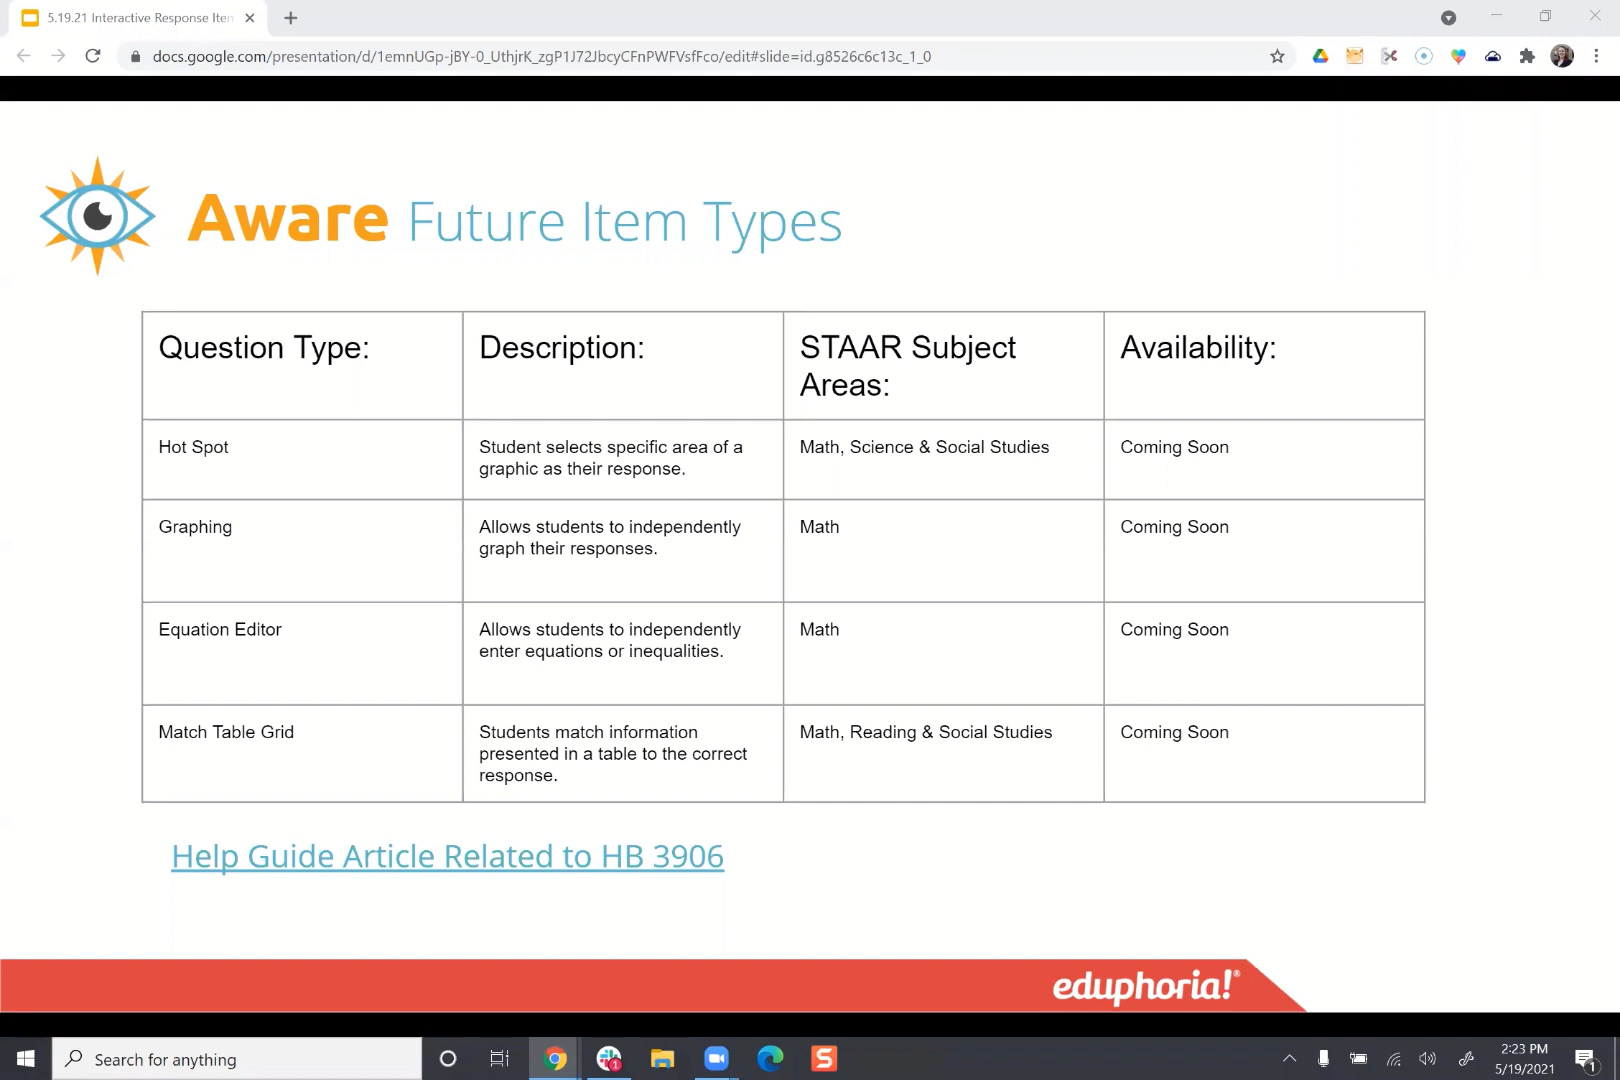 5.19.21 Interactive Response Iten
docs.google.com/presentation/d/1emnUGp-jBY-0_UthjrK_zgP1J72JbcyCFnPWFVsfFco/edit#slide=id.g8526c6c13c_1_0
Aware Future Item Types
Question Type:
Description:
STAAR Subject
Areas:
Availability:
Hot Spot
Student selects specific area of a
graphic as their response.
Math, Science & Social Studies
Coming Soon
Graphing
Allows students to independently
graph their responses.
Math
Coming Soon
Equation Editor
Allows students to independently
enter equations or inequalities.
Math
Coming Soon
Match Table Grid
Students match information
presented in a table to the correct
response.
Math, Reading & Social Studies
Coming Soon
Help Guide Article Related to HB 3906
eduphoria!®
Search for anything
1
S
2:23 PM
5/19/2021
1